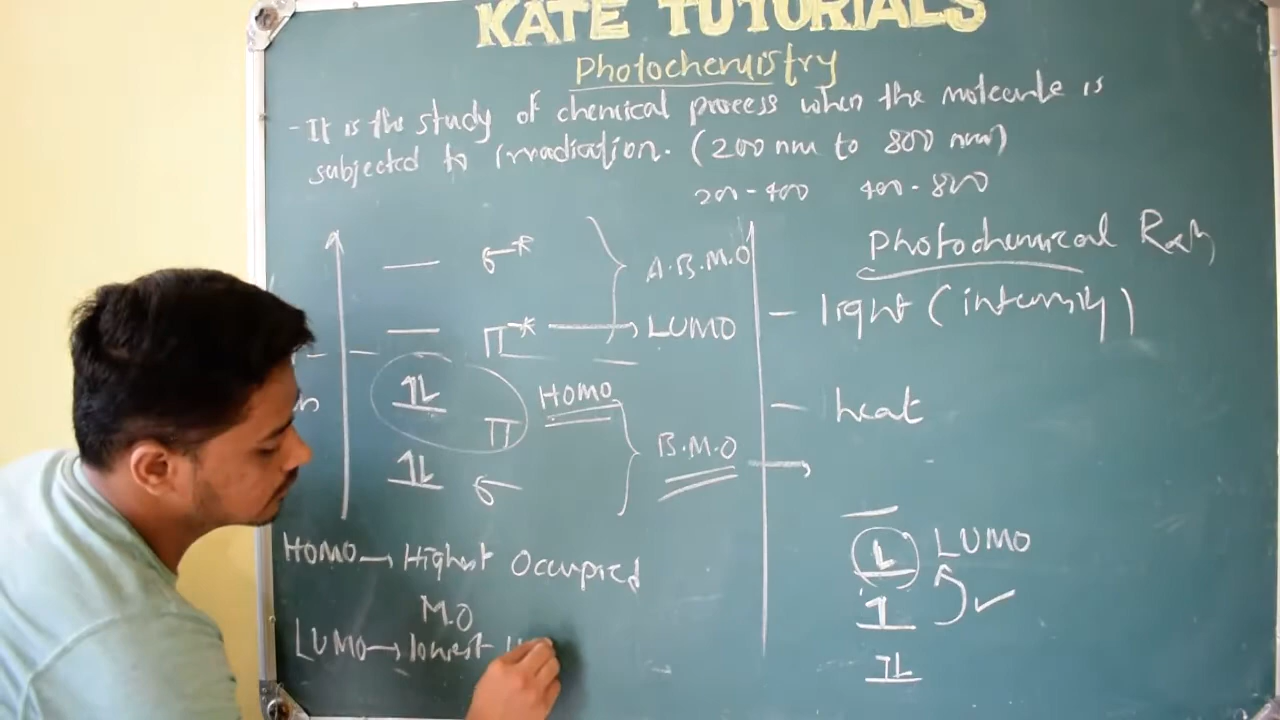 KATE TUTORIALS
Photochemistry
- It is the study of chemical process when the molecule is
subjected to irradiation. (200 nm to 800 nm)
200-400 400-800
σ* A.B.M.O
π* → LUMO
HOMO
π
B.M.O →
σ
HOMO → Highest Occupied
M.O
LUMO → lowest
Photochemical Rxn
- light (intensity)
- heat
LUMO